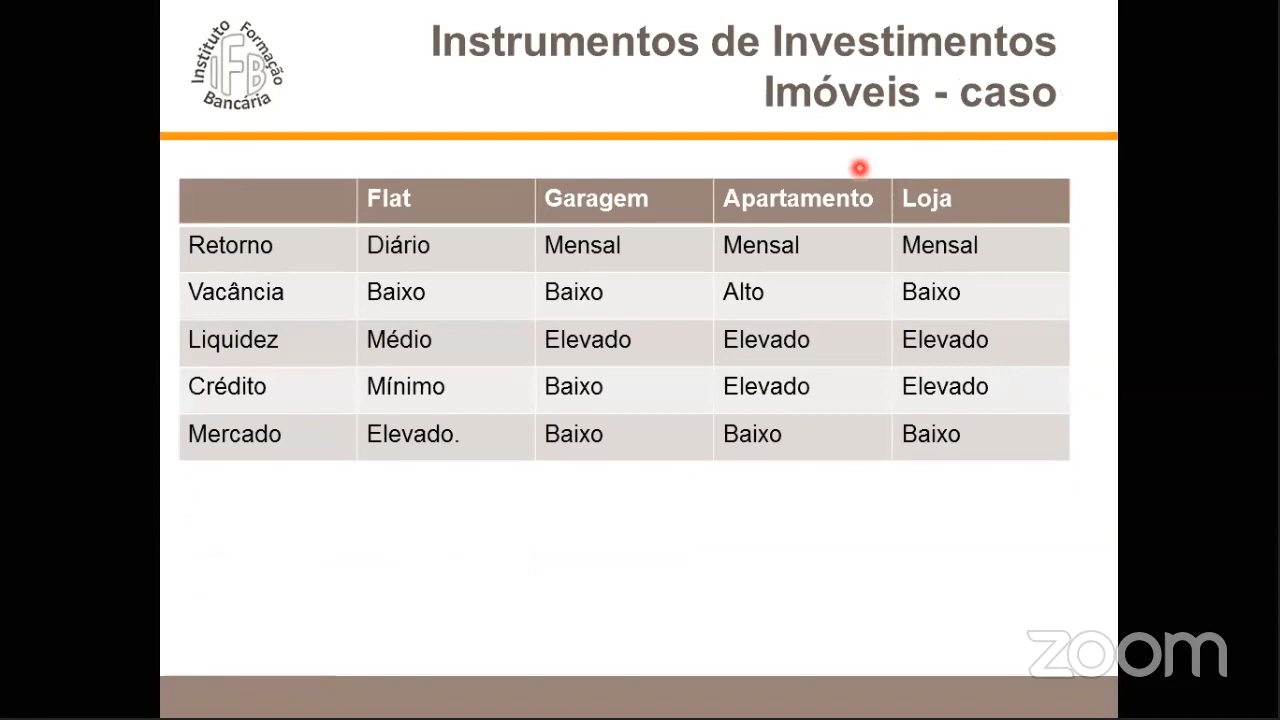 Instituto Formação
IFB
Bancária
Instrumentos de Investimentos
Imóveis - caso
Flat Garagem Apartamento Loja
Retorno Diário Mensal Mensal Mensal
Vacância Baixo Baixo Alto Baixo
Liquidez Médio Elevado Elevado Elevado
Crédito Mínimo Baixo Elevado Elevado
Mercado Elevado. Baixo Baixo Baixo
zoom